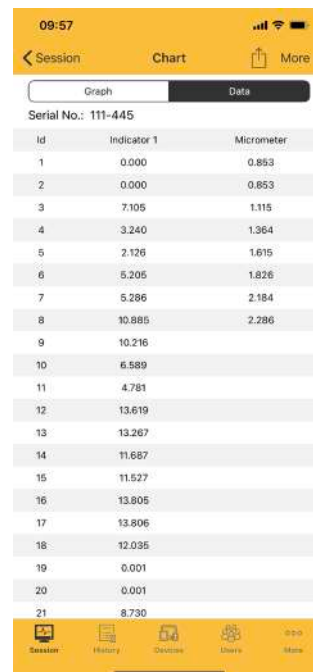 09:57
Session Chart More
Graph Data
Serial No.: 111-445
Id Indicator 1 Micrometer
1 0.000 0.853
2 0.000 0.853
3 7.105 1.115
4 3.240 1.364
5 2.126 1.615
6 5.205 1.826
7 5.286 2.184
8 10.885 2.286
9 10.216
10 6.589
11 4.781
12 13.619
13 13.267
14 11.687
15 11.527
16 13.805
17 13.806
18 12.035
19 0.001
20 0.001
21 8.730
Session History Devices Users More